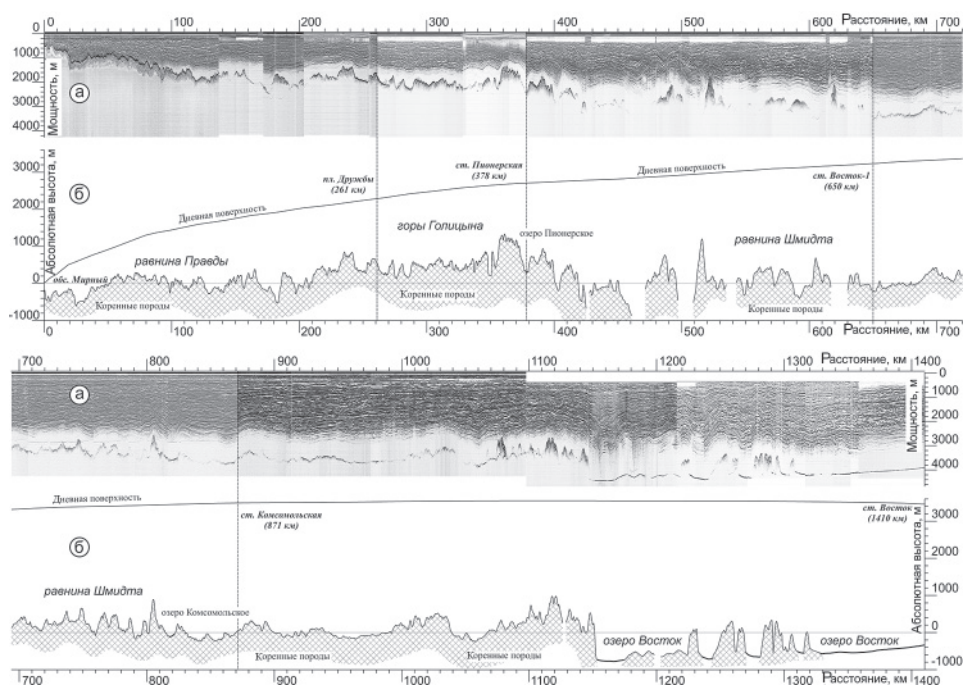 0 100 200 300 400 500 600 Расстояние, км 700
0
1000
2000
3000
4000
Мощность, м
а
3000
2000
1000
0
-1000
Абсолютная высота, м
б
Дневная поверхность
пл. Дружбы
(261 км)
ст. Пионерская
(378 км)
Дневная поверхность
ст. Восток-1
(650 км)
горы Голицына
озеро Пионерское
равнина Шмидта
равнина Правды
обс. Мирный
Коренные породы
Коренные породы
Коренные породы
0 100 200 300 400 500 600 Расстояние, км 700
700 800 900 1000 1100 1200 1300 Расстояние, км 1400
а
0
1000
2000
3000
4000
Мощность, м
Дневная поверхность
ст. Комсомольская
(871 км)
ст. Восток
(1410 км)
б
3000
2000
1000
0
-1000
Абсолютная высота, м
равнина Шмидта
озеро Комсомольское
озеро Восток
озеро Восток
Коренные породы
Коренные породы
700 800 900 1000 1100 1200 1300 Расстояние, км 1400